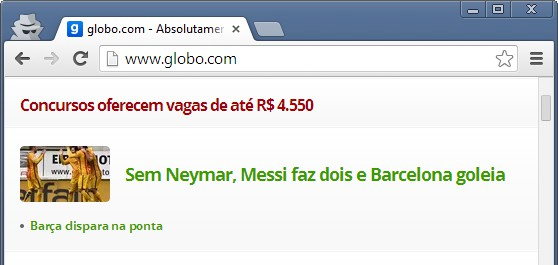 globo.com - Absolutamen
www.globo.com
Concursos oferecem vagas de até R$ 4.550
Sem Neymar, Messi faz dois e Barcelona goleia
• Barça dispara na ponta